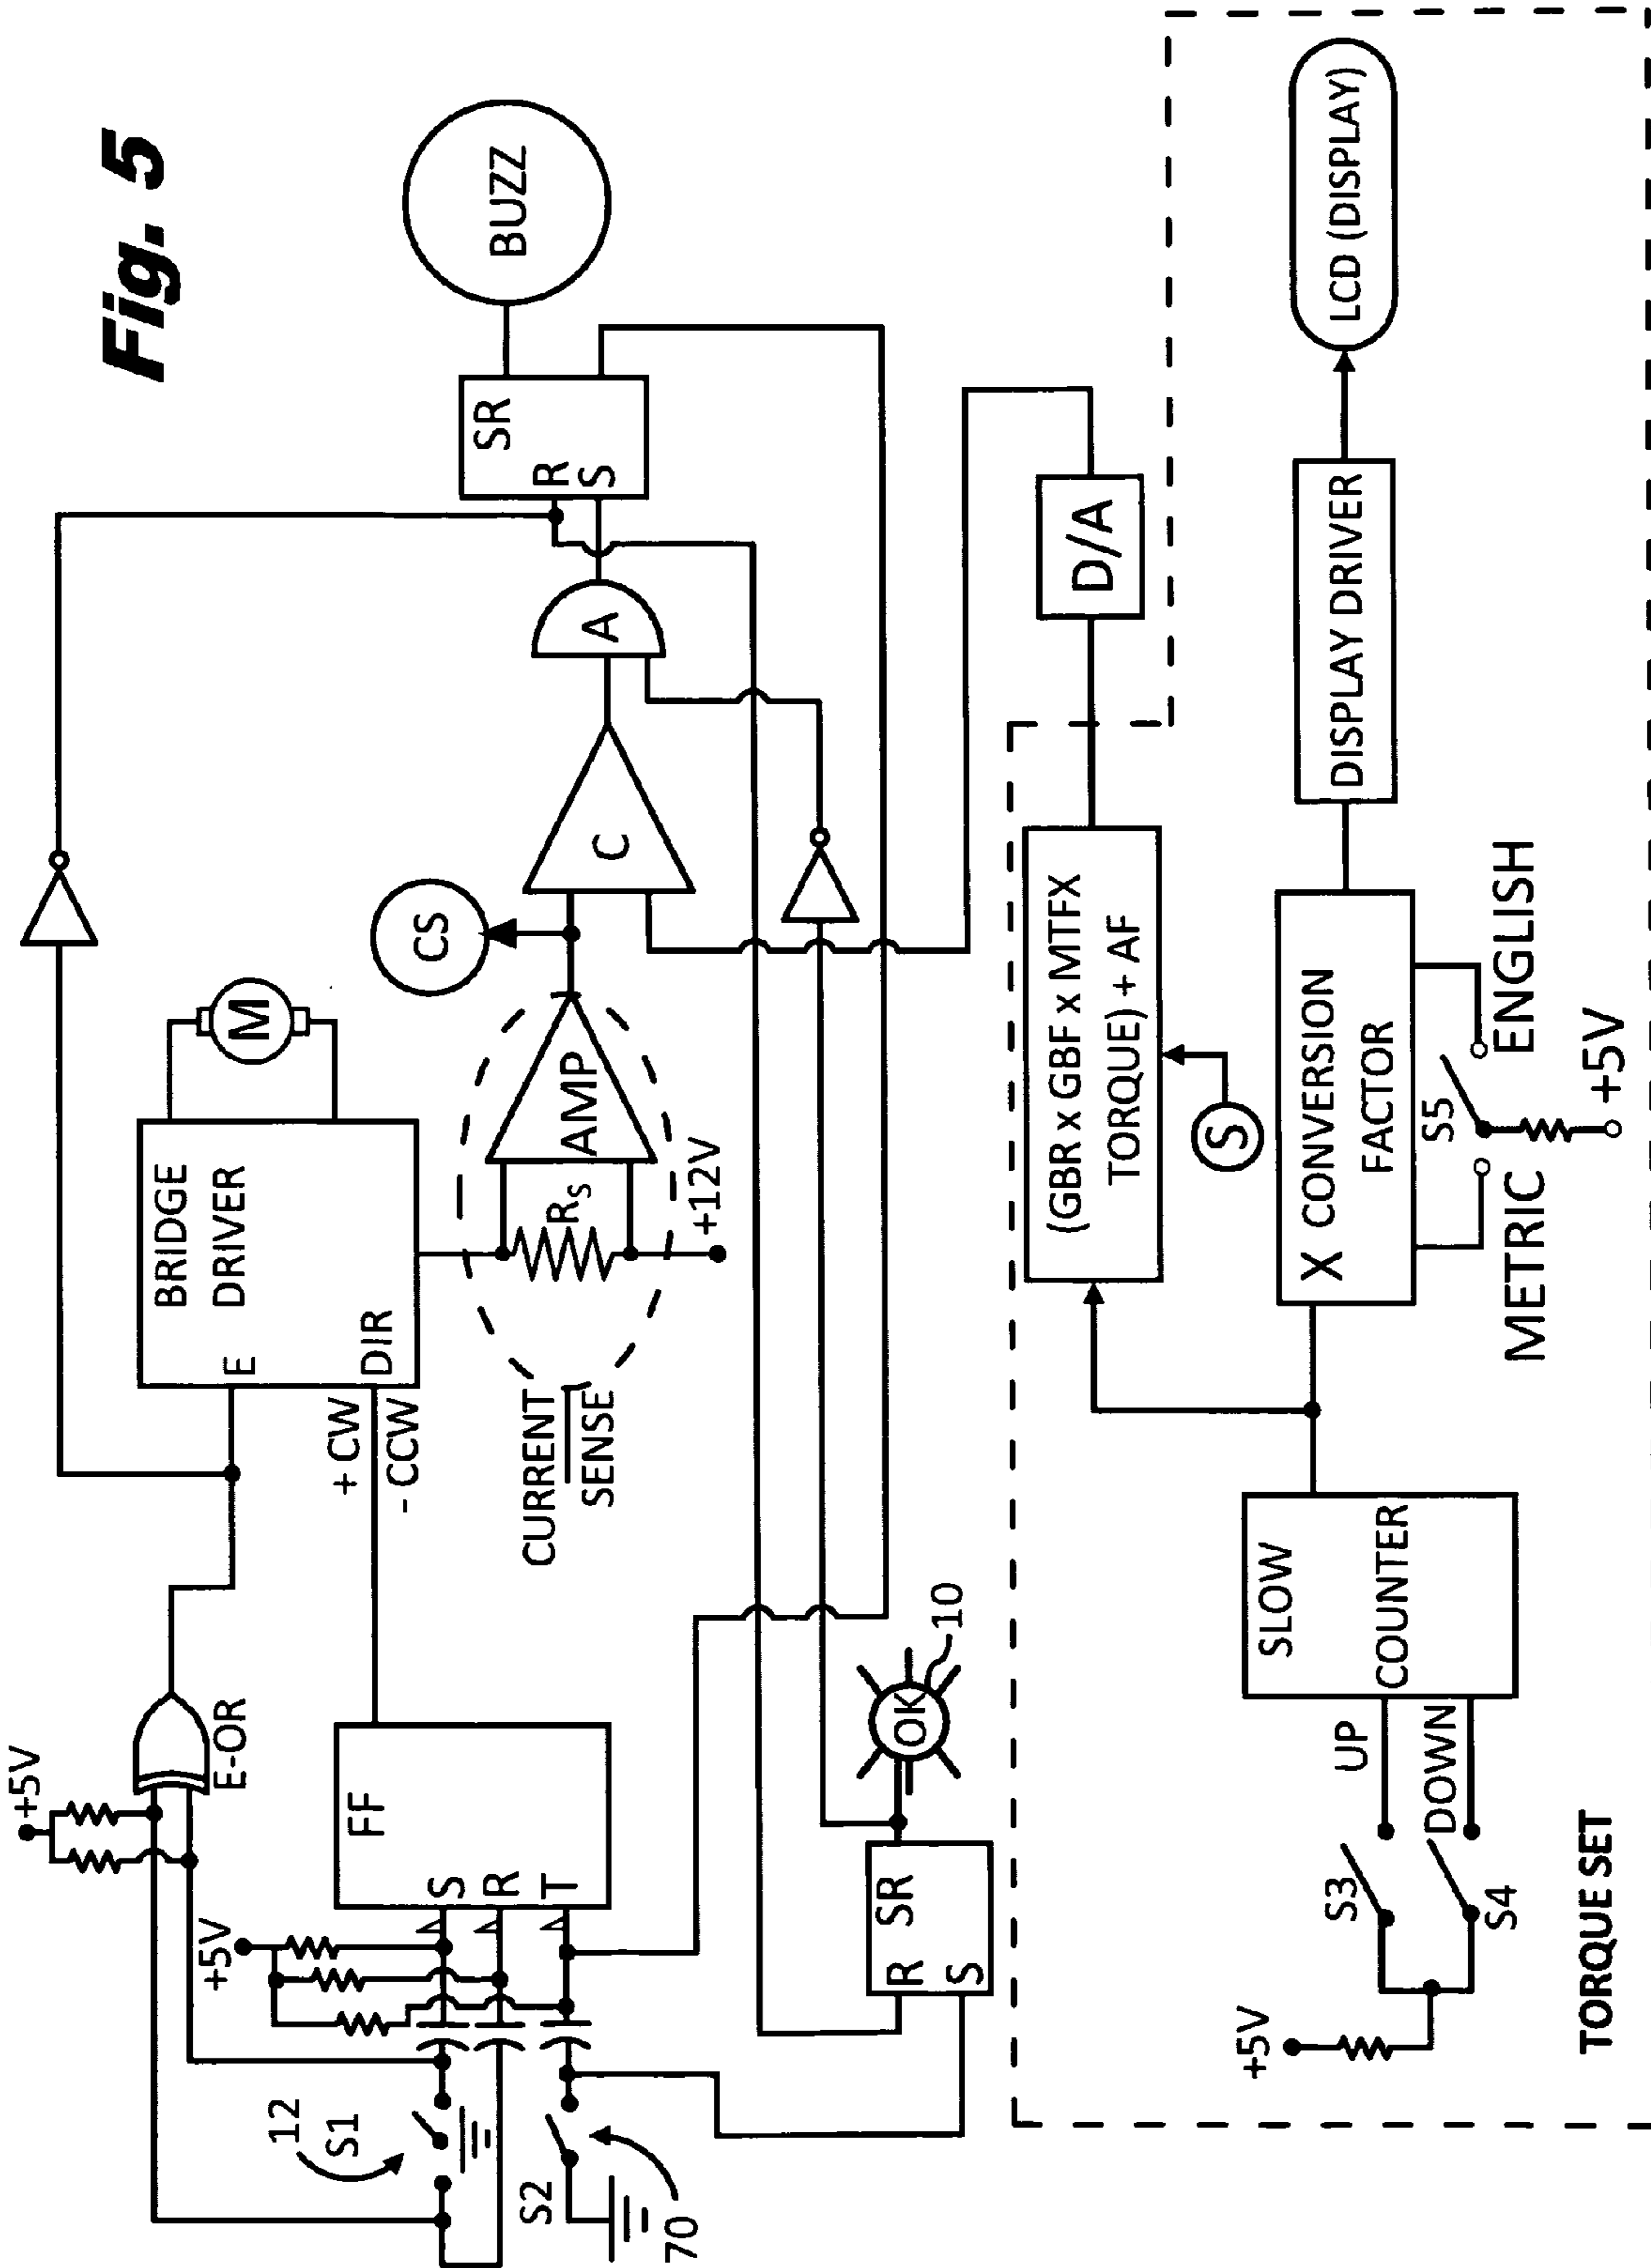 Fig. 5
+5V
E-OR
+5V
12
S1
S2
70
FF
S
R
T
+ CW
- CCW
BRIDGE
DRIVER
E
DIR
M
CURRENT
SENSE
RS
AMP
+12V
CS
C
A
SR
R
S
BUZZ
SR
R
S
OK
10
D/A
(GBR x GBF x MTFX
TORQUE) + AF
S
+5V
S3
S4
UP
DOWN
SLOW
COUNTER
X CONVERSION
FACTOR
METRIC
S5
ENGLISH
+5V
DISPLAY DRIVER
LCD (DISPLAY)
TORQUE SET